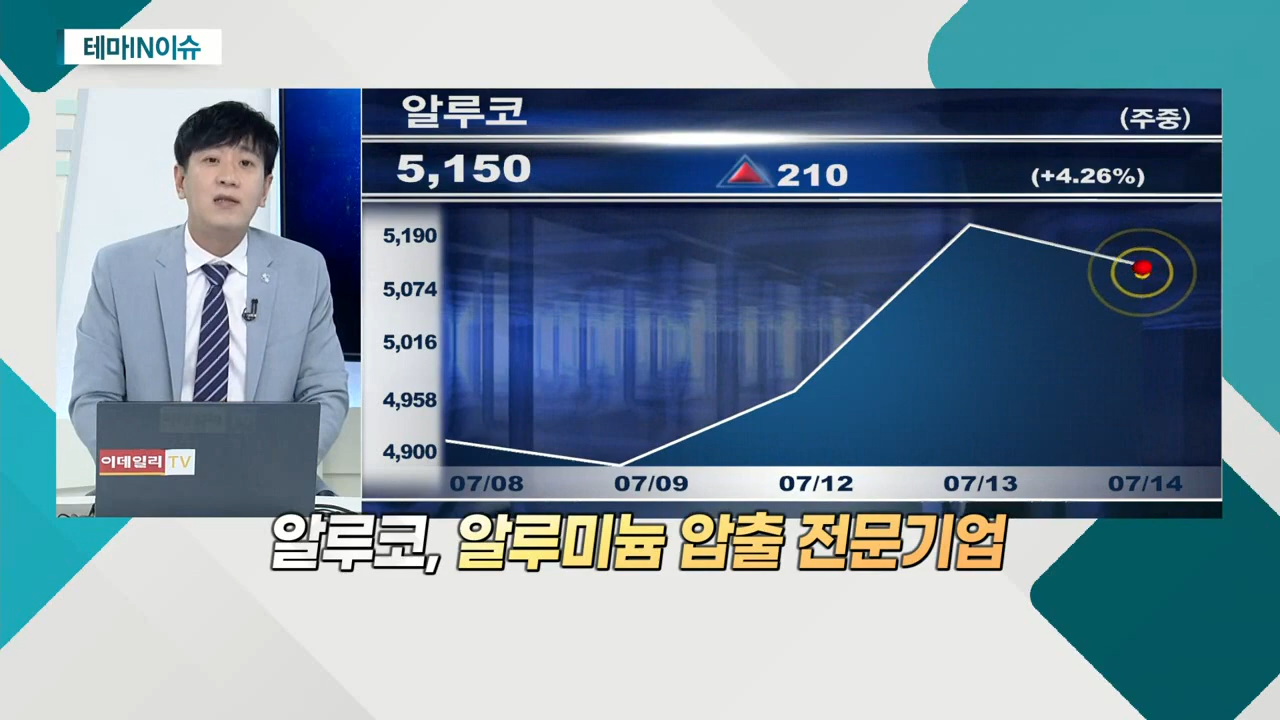 테마IN이슈
알루코
(주중)
5,150 210 (+4.26%)
5,190
5,074
5,016
4,958
4,900
07/08 07/09 07/12 07/13 07/14
이데일리TV
알루코, 알루미늄 압출 전문기업